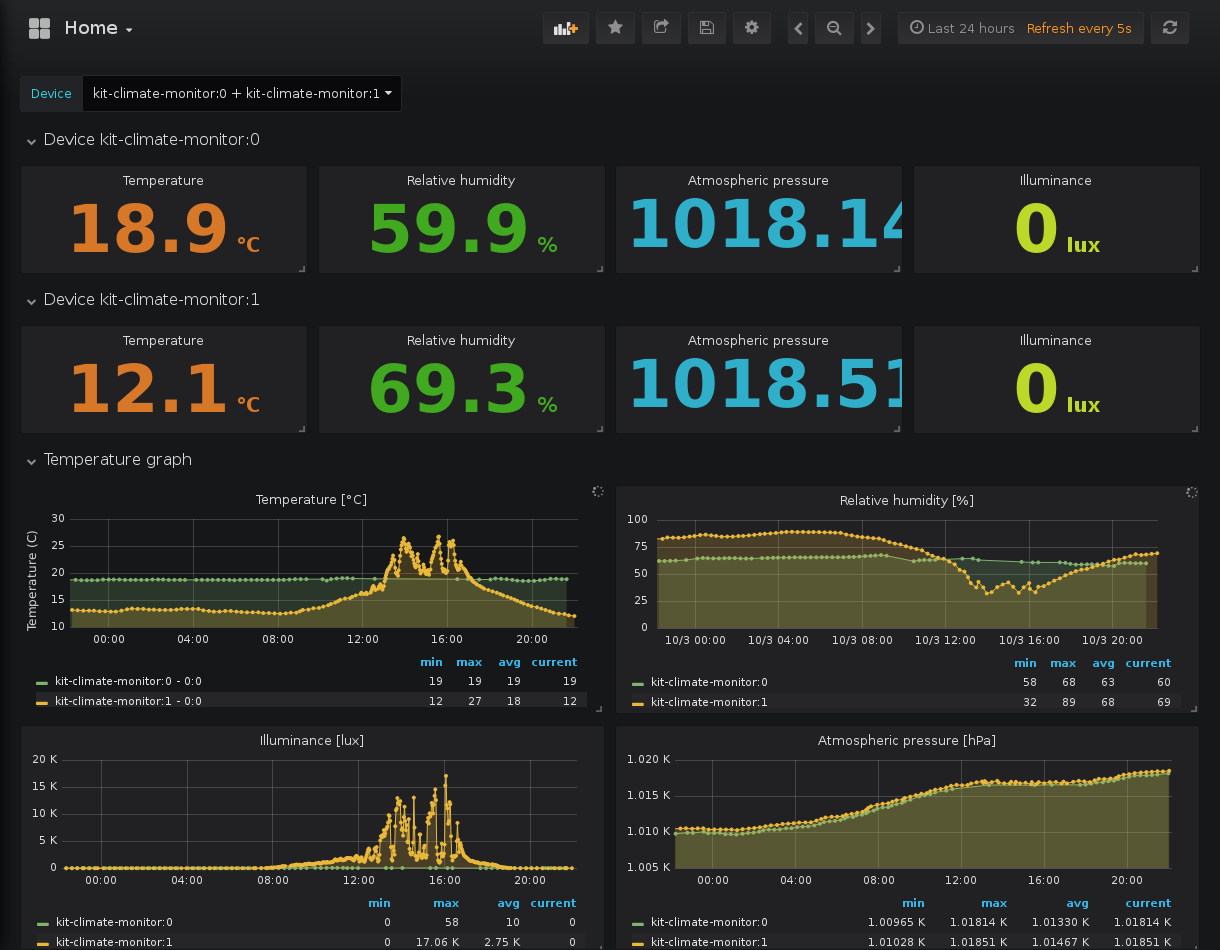 Home
Last 24 hours Refresh every 5s
Device kit-climate-monitor:0 + kit-climate-monitor:1
Device kit-climate-monitor:0
Temperature Relative humidity Atmospheric pressure Illuminance
18.9 °C 59.9 % 1018.14 0 lux
Device kit-climate-monitor:1
Temperature Relative humidity Atmospheric pressure Illuminance
12.1 °C 69.3 % 1018.51 0 lux
Temperature graph
Temperature [°C]
Temperature (C)
30
25
20
15
10
00:00 04:00 08:00 12:00 16:00 20:00
min max avg current
kit-climate-monitor:0 - 0:0 19 19 19 19
kit-climate-monitor:1 - 0:0 12 27 18 12
Relative humidity [%]
100
75
50
25
0
10/3 00:00 10/3 04:00 10/3 08:00 10/3 12:00 10/3 16:00 10/3 20:00
min max avg current
kit-climate-monitor:0 58 68 63 60
kit-climate-monitor:1 32 89 68 69
Illuminance [lux]
20 K
15 K
10 K
5 K
0
00:00 04:00 08:00 12:00 16:00 20:00
min max avg current
kit-climate-monitor:0 0 58 10 0
kit-climate-monitor:1 0 17.06 K 2.75 K 0
Atmospheric pressure [hPa]
1.020 K
1.015 K
1.010 K
1.005 K
00:00 04:00 08:00 12:00 16:00 20:00
min max avg current
kit-climate-monitor:0 1.00965 K 1.01814 K 1.01330 K 1.01814 K
kit-climate-monitor:1 1.01028 K 1.01851 K 1.01467 K 1.01851 K